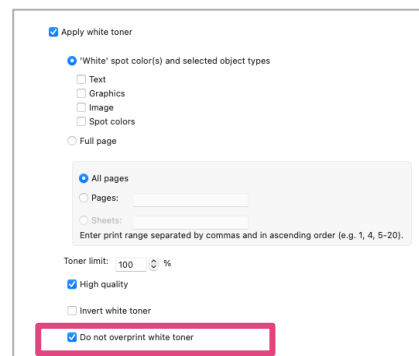 Apply white toner
'White' spot color(s) and selected object types
Text
Graphics
Image
Spot colors
Full page
All pages
Pages:
Sheets:
Enter print range separated by commas and in ascending order (e.g. 1, 4, 5-20).
Toner limit: 100 %
High quality
Invert white toner
Do not overprint white toner